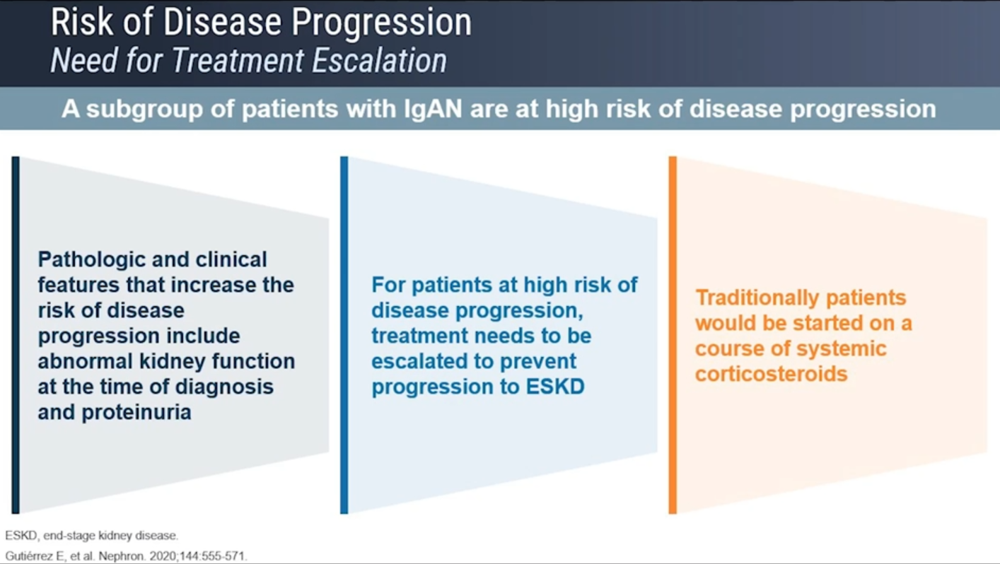 Risk of Disease Progression
Need for Treatment Escalation
A subgroup of patients with IgAN are at high risk of disease progression
Pathologic and clinical
features that increase the
risk of disease
progression include
abnormal kidney function
at the time of diagnosis
and proteinuria
For patients at high risk of
disease progression,
treatment needs to be
escalated to prevent
progression to ESKD
Traditionally patients
would be started on a
course of systemic
corticosteroids
ESKD, end-stage kidney disease.
Gutiérrez E, et al. Nephron. 2020;144:555-571.